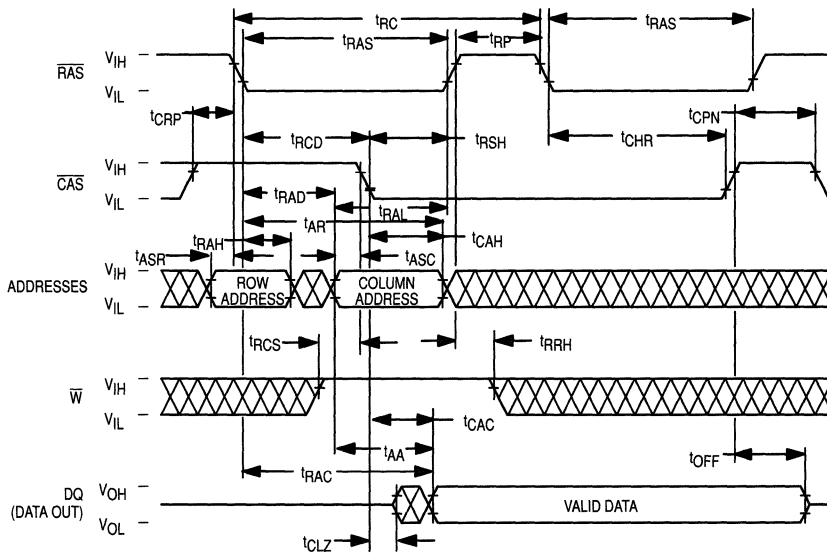 tRC
tRAS tRP tRAS
RAS VIH
VIL
tCRP tRCD tRSH tCHR tCPN
CAS VIH
VIL
tRAD tRAL
tAR
tRAH tCAH
tASR tASC
ADDRESSES VIH
VIL
ROW ADDRESS
COLUMN ADDRESS
tRCS tRRH
W VIH
VIL
tCAC
tAA tOFF
tRAC
DQ (DATA OUT) VOH
VOL
VALID DATA
tCLZ